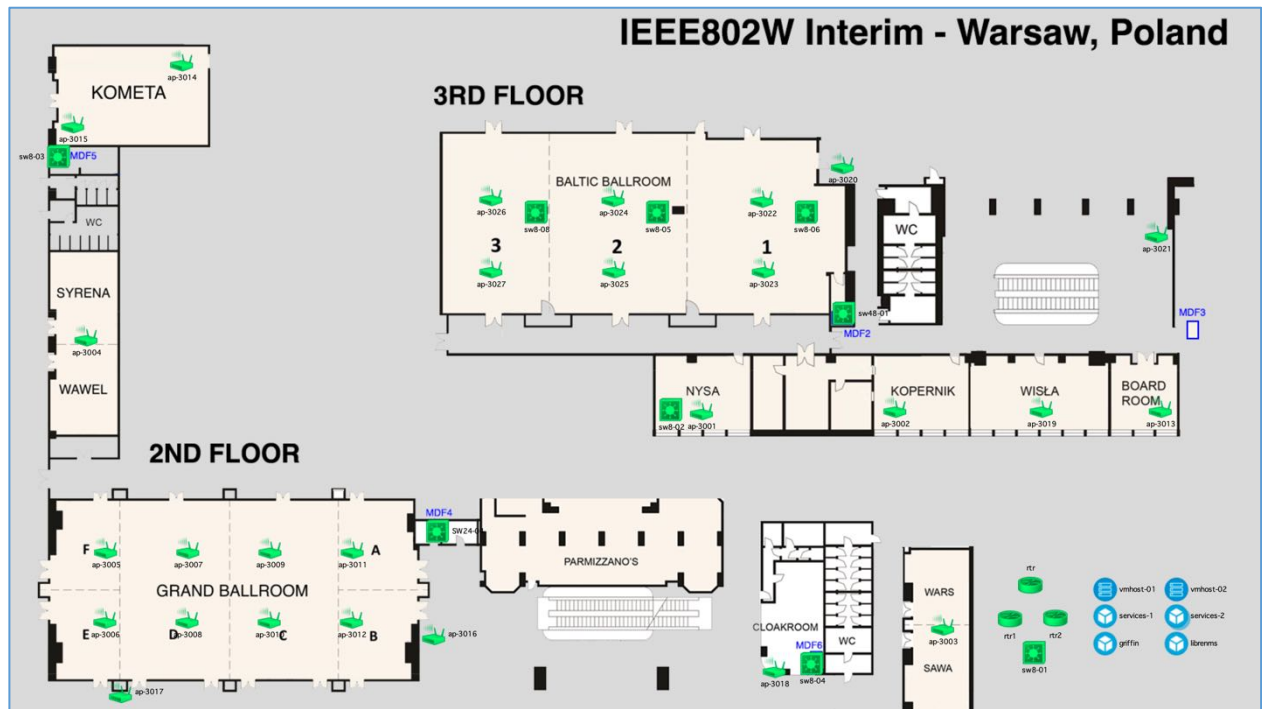 IEEE802W Interim - Warsaw, Poland
KOMETA
ap-3014
ap-3015
sw8-03
MDF5
WC
SYRENA
ap-3004
WAWEL
3RD FLOOR
BALTIC BALLROOM
ap-3020
ap-3026
sw8-08
ap-3024
sw8-05
ap-3022
sw8-06
3
2
1
ap-3027
ap-3025
ap-3023
WC
ap-3021
sw48-01
MDF2
MDF3
NYSA
sw8-02
ap-3001
KOPERNIK
ap-3002
WISŁA
ap-3019
BOARD
ROOM
ap-3013
2ND FLOOR
F
ap-3005
ap-3007
ap-3009
A
ap-3011
GRAND BALLROOM
E
ap-3006
D
ap-3008
C
B
ap-3012
ap-3016
ap-3017
MDF4
PARMIZZANO'S
CLOAKROOM
WC
MDF6
ap-3018
sw8-04
WARS
ap-3003
SAWA
rtr
rtr1
rtr2
sw8-01
vmhost-01
vmhost-02
services-1
services-2
griffin
librenms